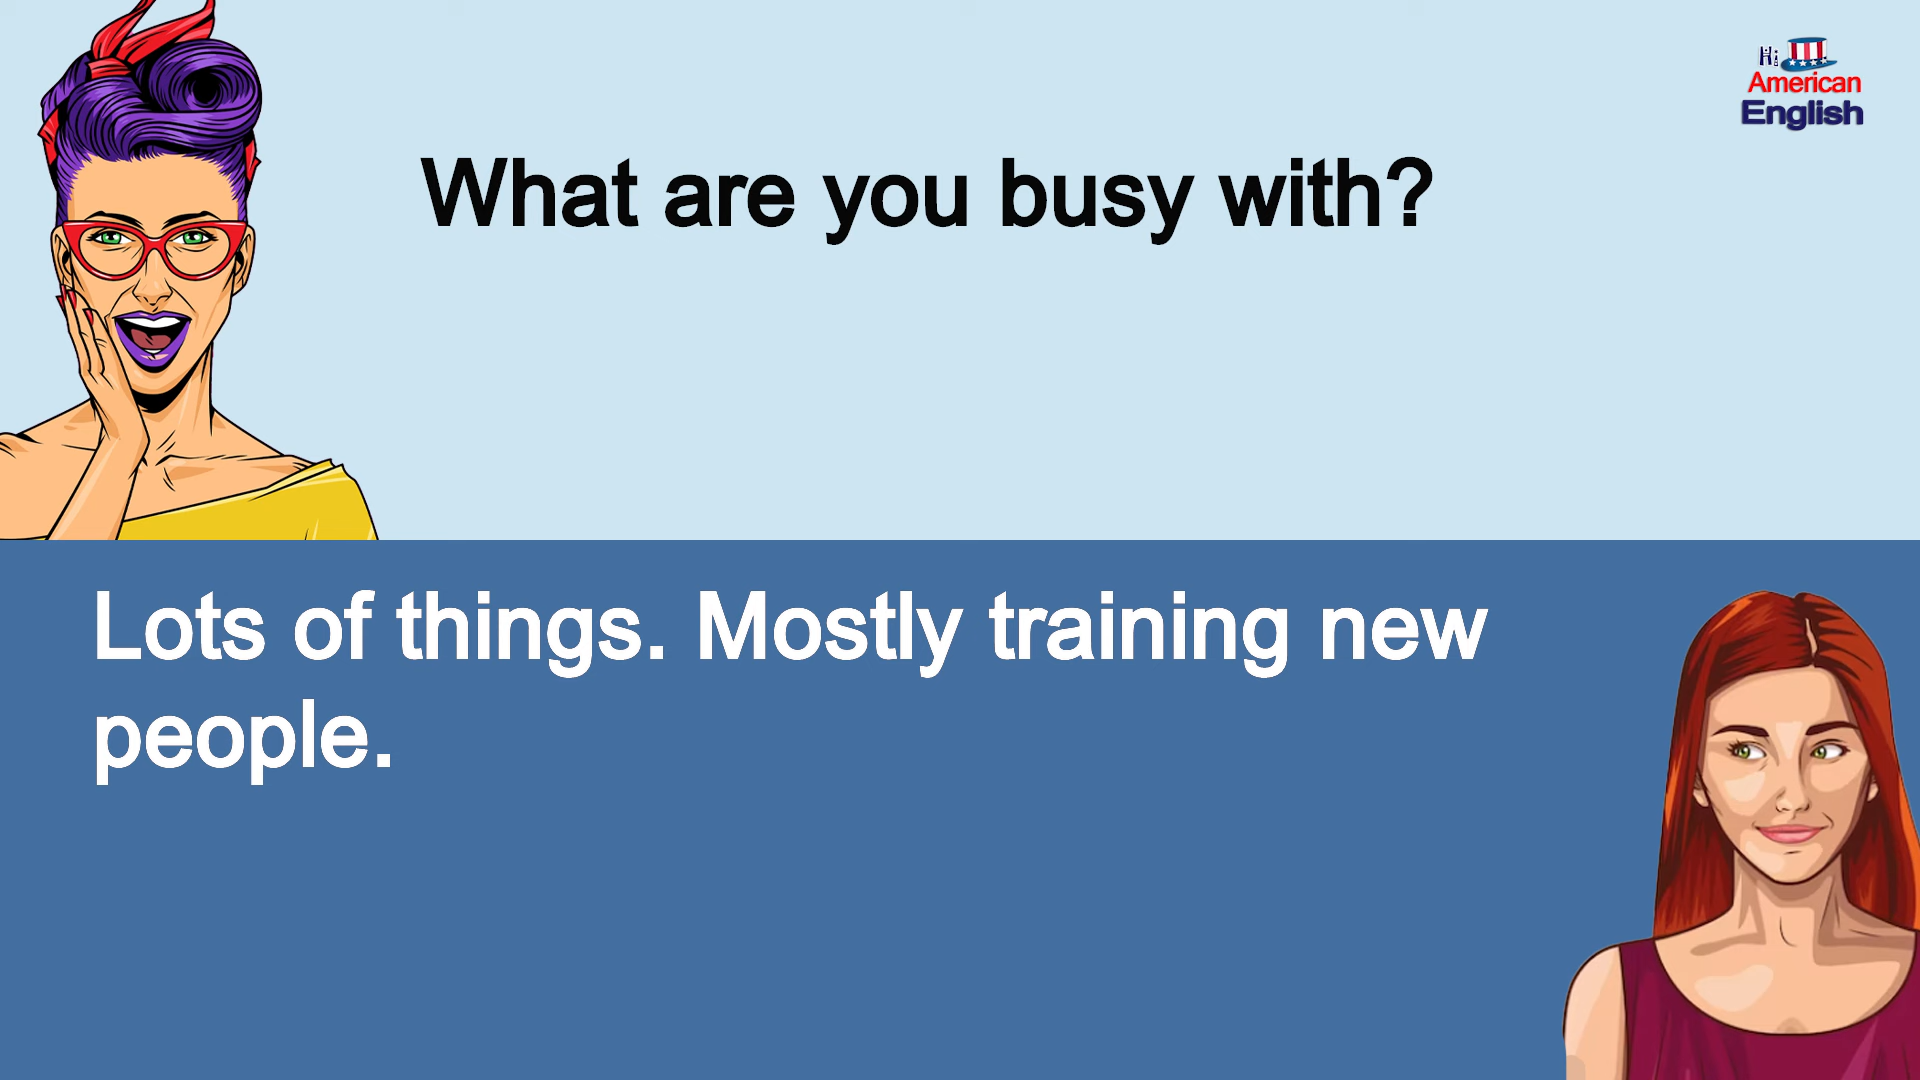 Hi
American
English
What are you busy with?
Lots of things. Mostly training new
people.